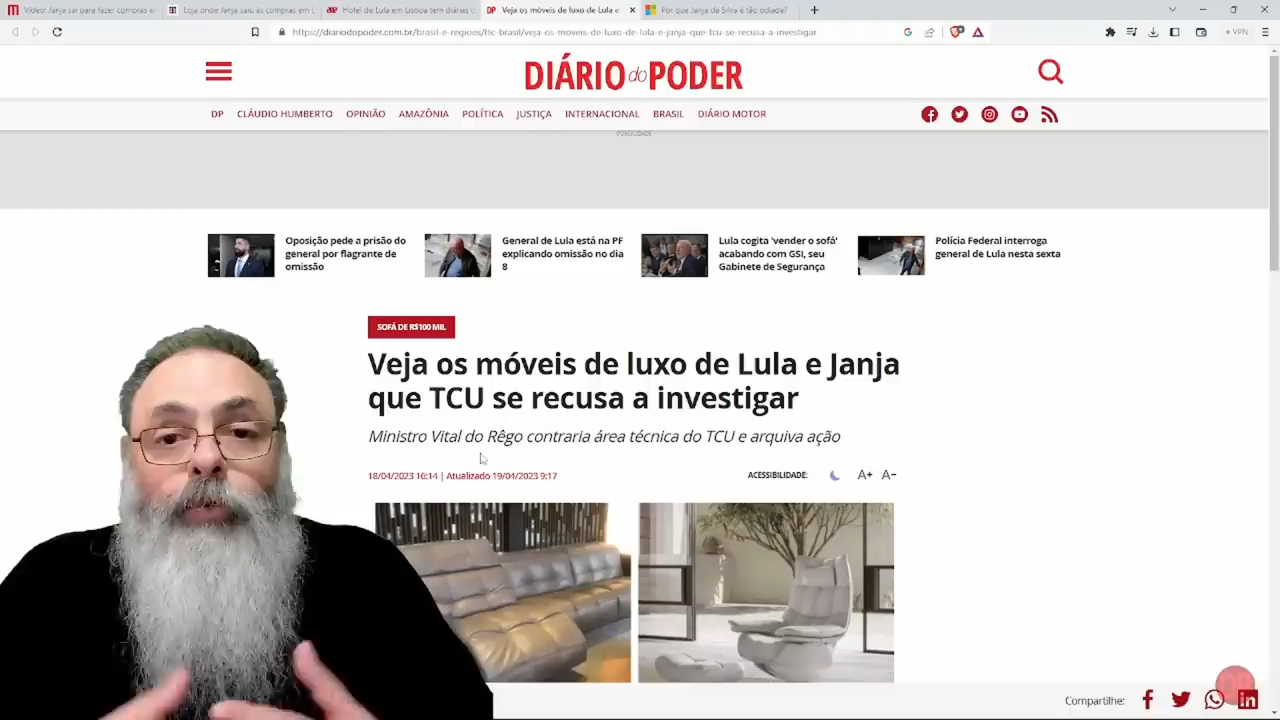 Vídeo: Janja sai para fazer compras e
Loja onde Janja saiu às compras em L
Hotel de Lula em Lisboa tem diárias d
DP Veja os móveis de luxo de Lula e
Por que Janja da Silva é tão odiada?
https://diariodopoder.com.br/brasil-e-regioes/ttc-brasil/veja-os-moveis-de-luxo-de-lula-e-janja-que-tcu-se-recusa-a-investigar
VPN
DIÁRIO do PODER
DP CLÁUDIO HUMBERTO OPINIÃO AMAZÔNIA POLÍTICA JUSTIÇA INTERNACIONAL BRASIL DIÁRIO MOTOR
PUBLICIDADE
Oposição pede a prisão do
general por flagrante de
omissão
General de Lula está na PF
explicando omissão no dia
8
Lula cogita 'vender o sofá'
acabando com GSI, seu
Gabinete de Segurança
Polícia Federal interroga
general de Lula nesta sexta
SOFÁ DE R$100 MIL
Veja os móveis de luxo de Lula e Janja
que TCU se recusa a investigar
Ministro Vital do Rêgo contraria área técnica do TCU e arquiva ação
18/04/2023 16:14 | Atualizado 19/04/2023 9:17
ACESSIBILIDADE: A+ A-
Compartilhe: